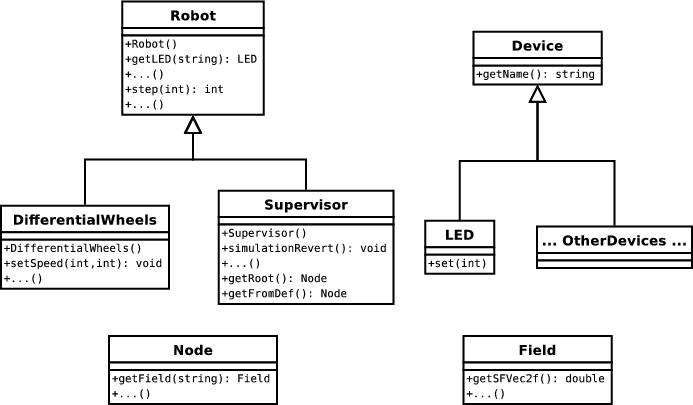 Robot
+Robot()
+getLED(string): LED
+...()
+step(int): int
+...()
Device
+getName(): string
DifferentialWheels
+DifferentialWheels()
+setSpeed(int,int): void
+...()
Supervisor
+Supervisor()
+simulationRevert(): void
+...()
+getRoot(): Node
+getFromDef(): Node
LED
+set(int)
... OtherDevices ...
Node
+getField(string): Field
+...()
Field
+getSFVec2f(): double
+...()